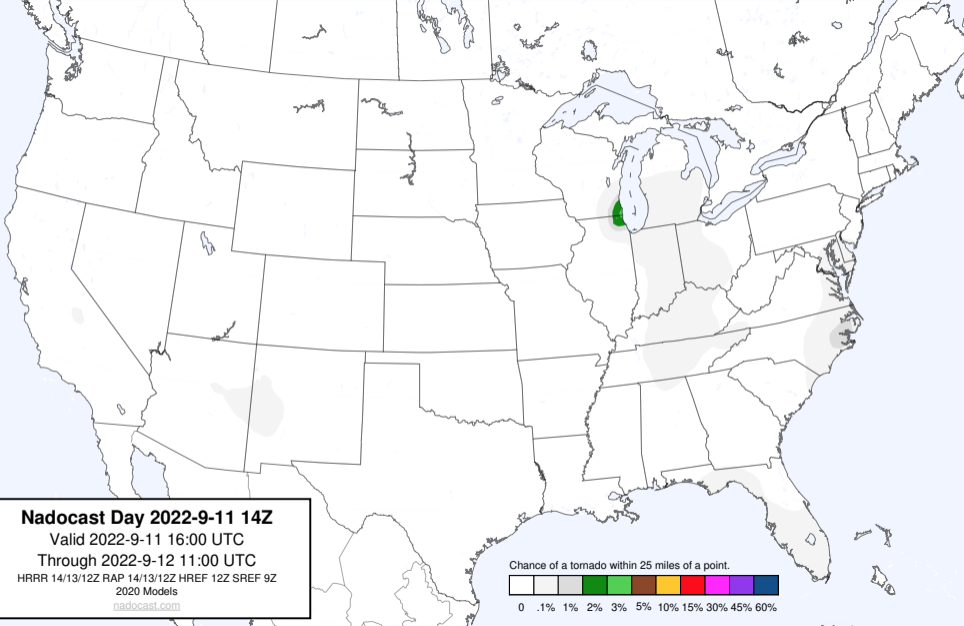 Nadocast Day 2022-9-11 14Z
Valid 2022-9-11 16:00 UTC
Through 2022-9-12 11:00 UTC
HRRR 14/13/12Z RAP 14/13/12Z HREF 12Z SREF 9Z
2020 Models
nadocast.com
Chance of a tornado within 25 miles of a point.
0 .1% 1% 2% 3% 5% 10% 15% 30% 45% 60%